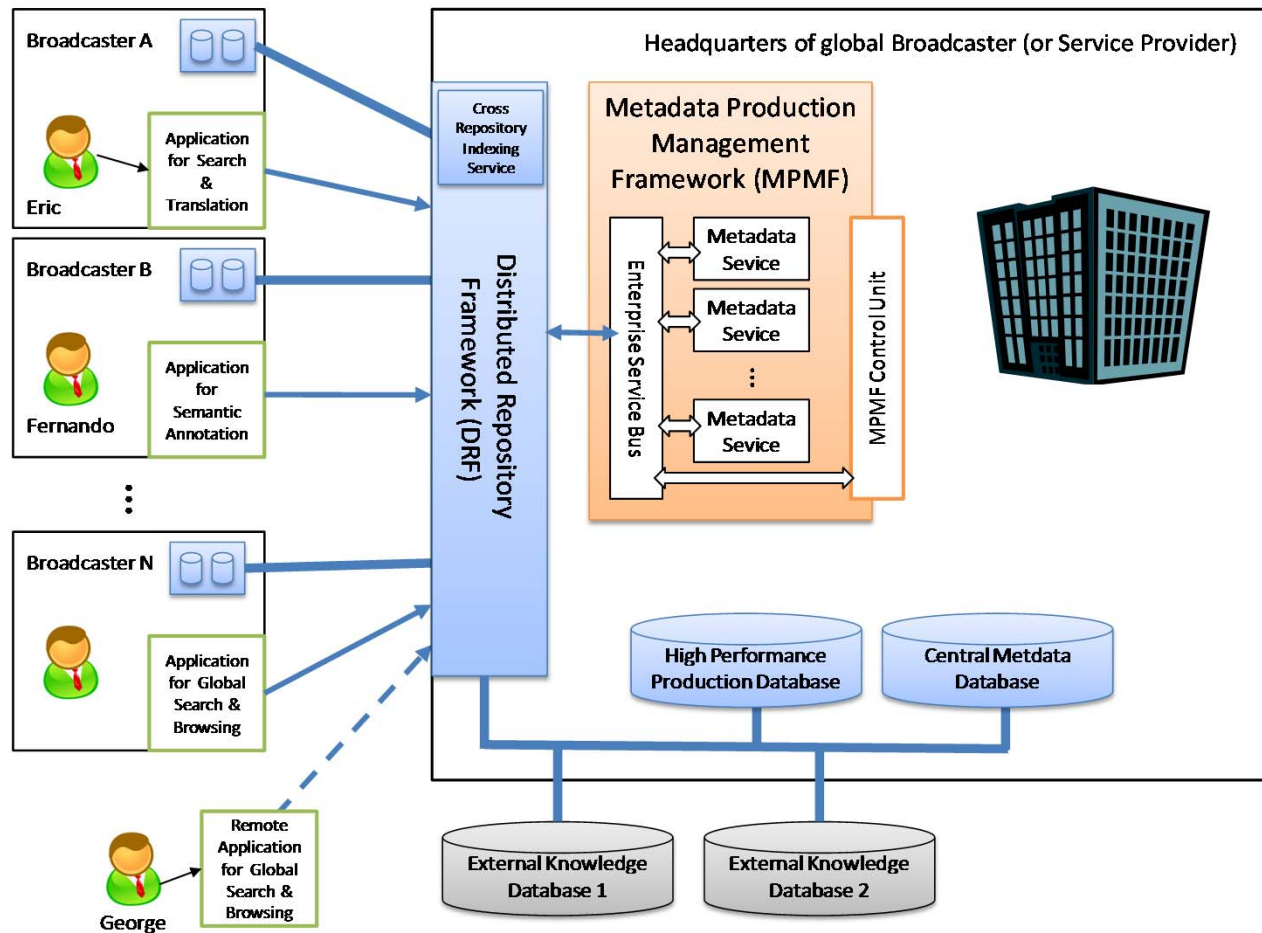 Broadcaster A
Eric
Application
for Search
&
Translation
Broadcaster B
Fernando
Application
for
Semantic
Annotation
...
Broadcaster N
Application
for Global
Search &
Browsing
George
Remote
Application
for Global
Search &
Browsing
Headquarters of global Broadcaster (or Service Provider)
Cross
Repository
Indexing
Service
Distributed Repository
Framework (DRF)
Metadata Production
Management
Framework (MPMF)
Enterprise Service Bus
Metadata
Sevice
Metadata
Sevice
...
Metadata
Sevice
MPMF Control Unit
High Performance
Production Database
Central Metdata
Database
External Knowledge
Database 1
External Knowledge
Database 2